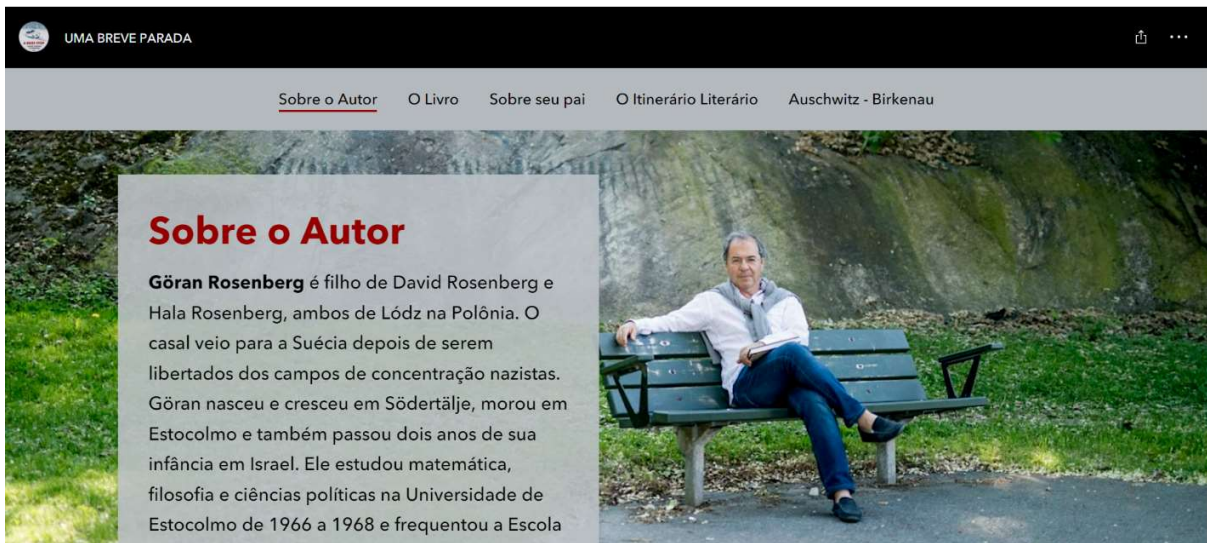 UMA BREVE PARADA
Sobre o Autor
O Livro
Sobre seu pai
O Itinerário Literário
Auschwitz - Birkenau
Sobre o Autor
Göran Rosenberg é filho de David Rosenberg e
Hala Rosenberg, ambos de Lódz na Polônia. O
casal veio para a Suécia depois de serem
libertados dos campos de concentração nazistas.
Göran nasceu e cresceu em Södertälje, morou em
Estocolmo e também passou dois anos de sua
infância em Israel. Ele estudou matemática,
filosofia e ciências políticas na Universidade de
Estocolmo de 1966 a 1968 e frequentou a Escola